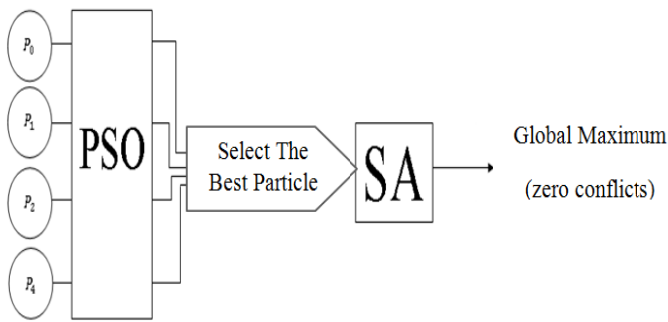 P0
P1
P2
P4
PSO
Select The
Best Particle
SA
Global Maximum
(zero conflicts)